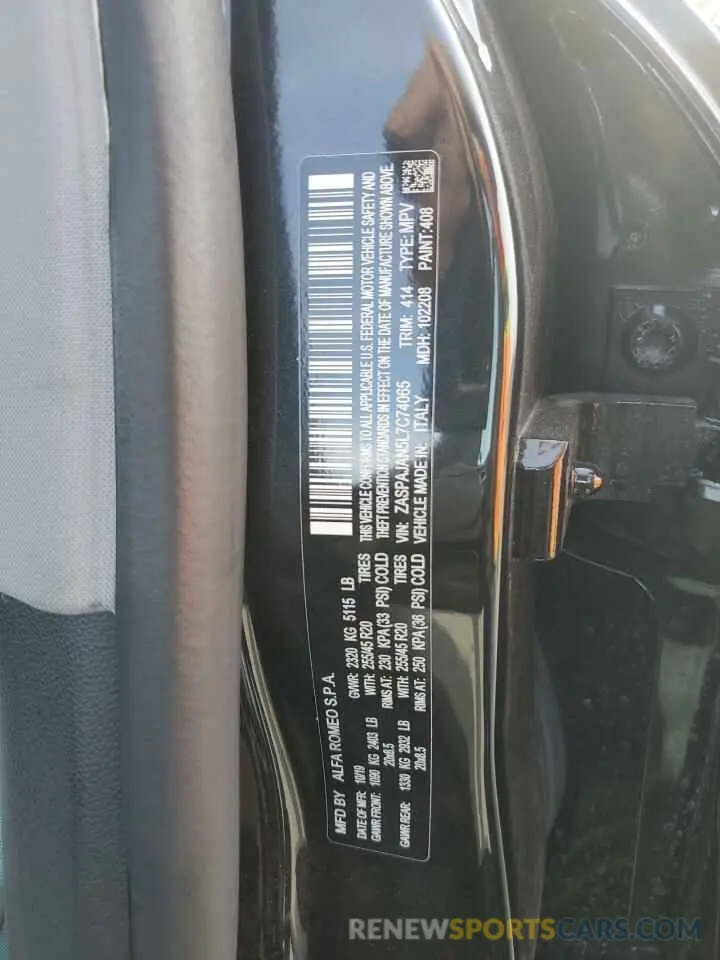 MFD BY ALFA ROMEO S.P.A.
DATE OF MFR: 10/19 GVWR: 2320 KG 5115 LB
GAWR FRONT: 1090 KG 2403 LB WITH: 255/45 R20 TIRES
20x8.5 RIMS AT: 230 KPA(33 PSI) COLD
GAWR REAR: 1330 KG 2932 LB WITH: 255/45 R20 TIRES
20x8.5 RIMS AT: 250 KPA(36 PSI) COLD
THIS VEHICLE CONFORMS TO ALL APPLICABLE U.S. FEDERAL MOTOR VEHICLE SAFETY AND
THEFT PREVENTION STANDARDS IN EFFECT ON THE DATE OF MANUFACTURE SHOWN ABOVE.
VIN: ZASPAJAN5L7C74065 TRIM: 414 TYPE:MPV
VEHICLE MADE IN: ITALY MDH: 102208 PAINT:408
RENEWSPORTSCARS.COM